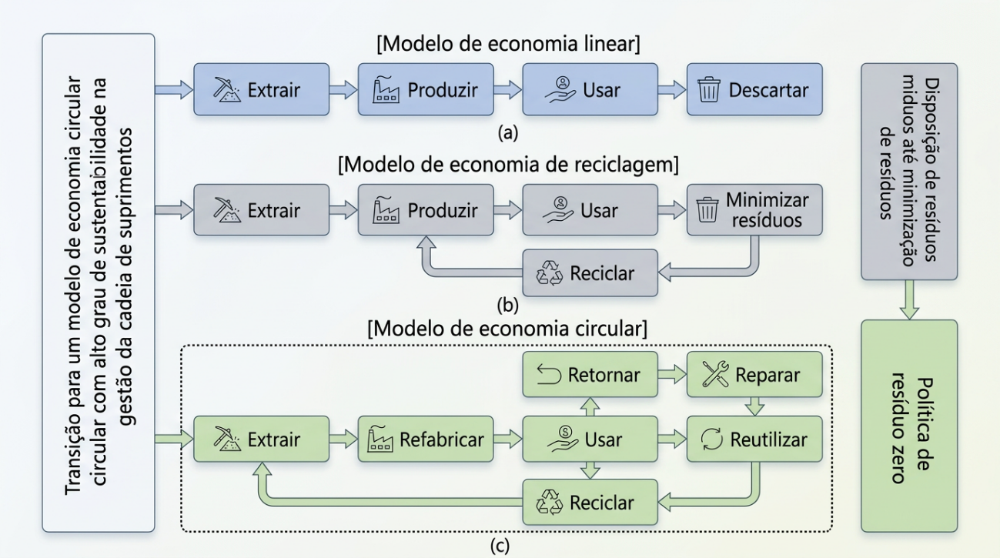 Transição para um modelo de economia circular
circular com alto grau de sustentabilidade na
gestão da cadeia de suprimentos
[Modelo de economia linear]
Extrair
Produzir
Usar
Descartar
(a)
[Modelo de economia de reciclagem]
Extrair
Produzir
Usar
Minimizar
resíduos
Reciclar
(b)
[Modelo de economia circular]
Retornar
Reparar
Extrair
Refabricar
Usar
Reutilizar
Reciclar
(c)
Disposição de resíduos
miduos até minimização
de resíduos
Política de
resíduo zero